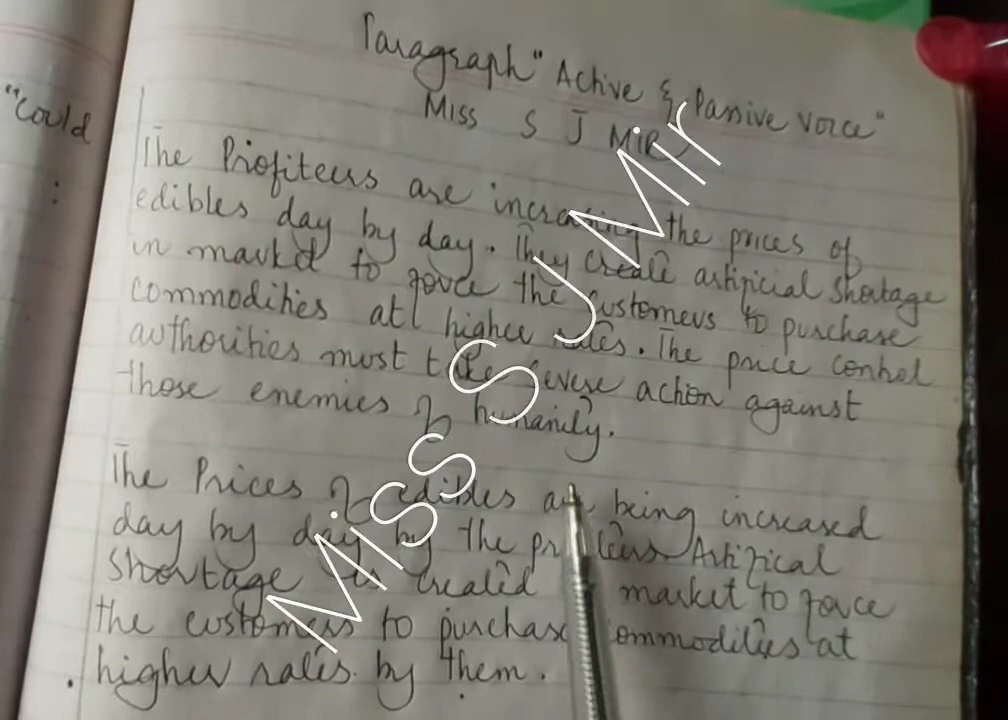 Paragraph "Active & Passive Voice"
Miss S J MiR
"Could
:
The Profiteers are increasing the prices of
edibles day by day. They create artificial shortage
in market to force the customers to purchase
commodities at higher rates. The price control
authorities must take severe action against
those enemies of humanity.
The Prices of edibles are being increased
day by day by the profiteers Artifical
shortage is created market to force
the customers to purchase commodities at
higher rates by them.
Miss S J Mir